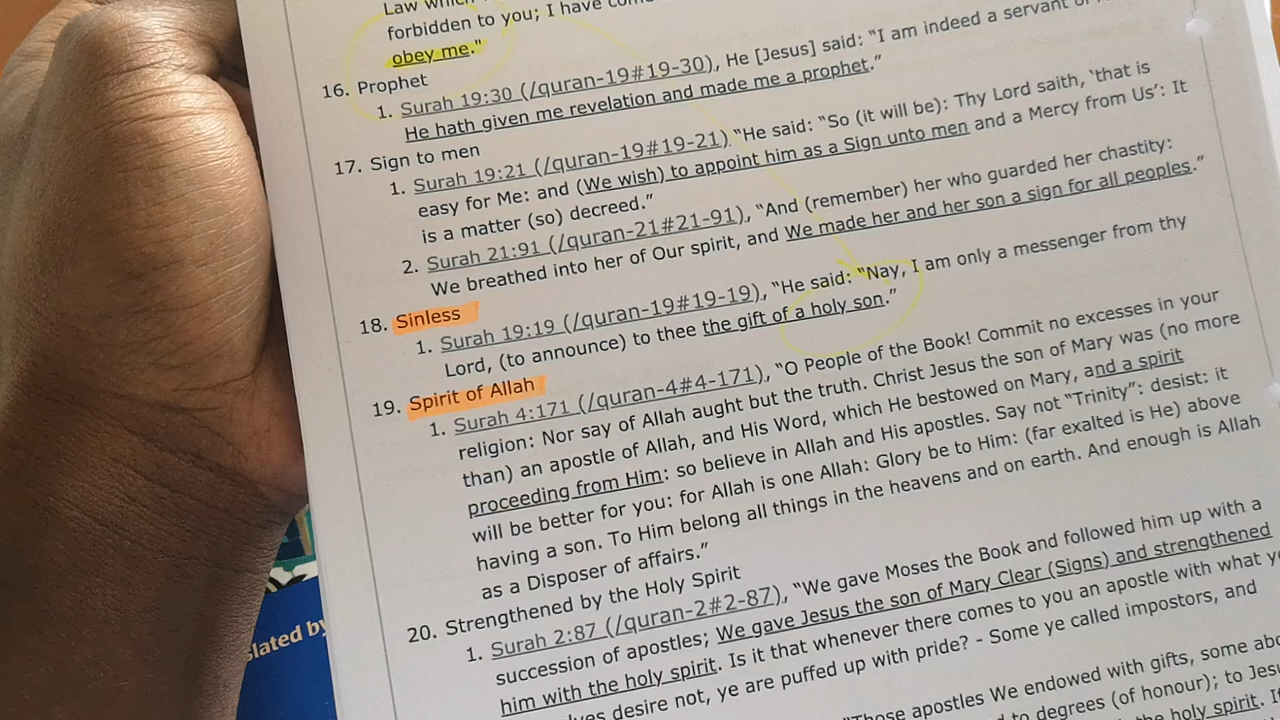 Law which
forbidden to you; I have
obey me."
16. Prophet
1. Surah 19:30 (/quran-19#19-30), He [Jesus] said: "I am indeed a servant of
He hath given me revelation and made me a prophet."
17. Sign to men
1. Surah 19:21 (/quran-19#19-21) "He said: "So (it will be): Thy Lord saith, 'that is
easy for Me: and (We wish) to appoint him as a Sign unto men and a Mercy from Us': It
is a matter (so) decreed."
2. Surah 21:91 (/quran-21#21-91), "And (remember) her who guarded her chastity:
We breathed into her of Our spirit, and We made her and her son a sign for all peoples."
18. Sinless
1. Surah 19:19 (/quran-19#19-19), "He said: "Nay, I am only a messenger from thy
Lord, (to announce) to thee the gift of a holy son."
19. Spirit of Allah
1. Surah 4:171 (/quran-4#4-171), "O People of the Book! Commit no excesses in your
religion: Nor say of Allah aught but the truth. Christ Jesus the son of Mary was (no more
than) an apostle of Allah, and His Word, which He bestowed on Mary, and a spirit
proceeding from Him: so believe in Allah and His apostles. Say not "Trinity": desist: it
will be better for you: for Allah is one Allah: Glory be to Him: (far exalted is He) above
having a son. To Him belong all things in the heavens and on earth. And enough is Allah
as a Disposer of affairs."
20. Strengthened by the Holy Spirit
1. Surah 2:87 (/quran-2#2-87), "We gave Moses the Book and followed him up with a
succession of apostles; We gave Jesus the son of Mary Clear (Signs) and strengthened
him with the holy spirit. Is it that whenever there comes to you an apostle with what
desire not, ye are puffed up with pride? - Some ye called impostors, and
"Those apostles We endowed with gifts, some
to degrees (of honour); to
the holy spirit.
slated by